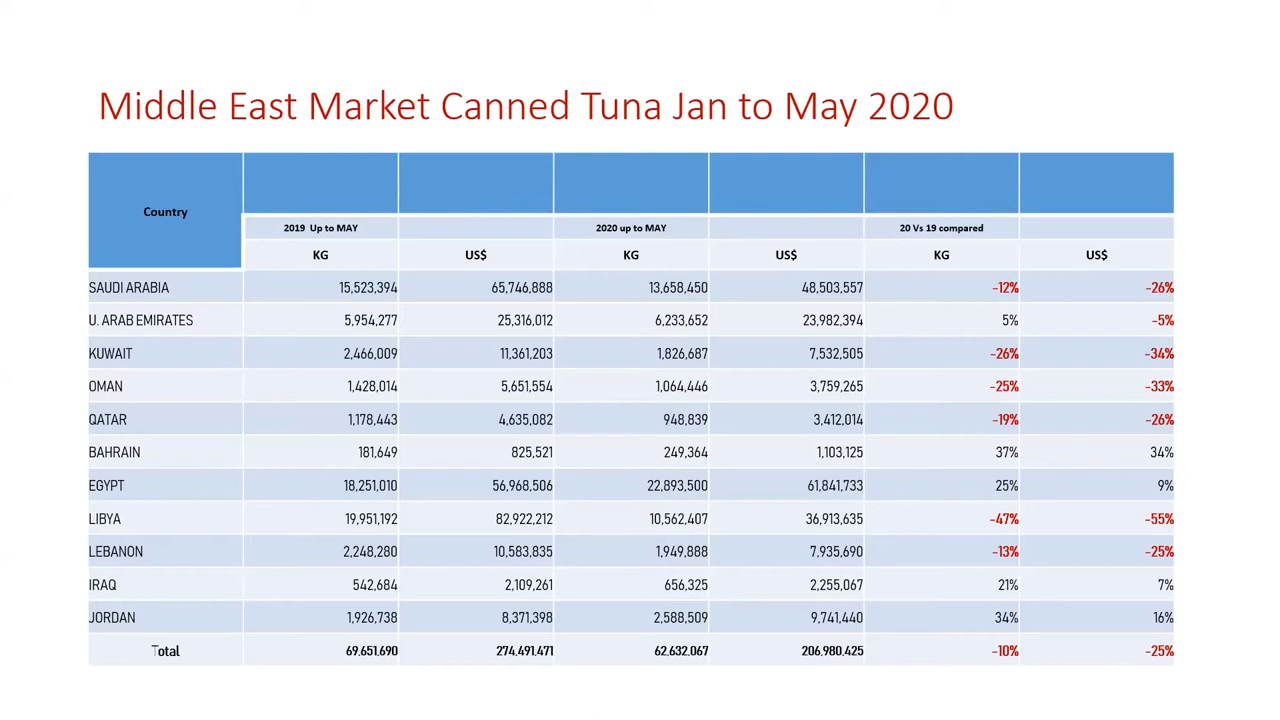 Middle East Market Canned Tuna Jan to May 2020
Country
2019 Up to MAY 2020 up to MAY 20 Vs 19 compared
KG US$ KG US$ KG US$
SAUDI ARABIA 15,523,394 65,746,888 13,658,450 48,503,557 -12% -26%
U. ARAB EMIRATES 5,954,277 25,316,012 6,233,652 23,982,394 5% -5%
KUWAIT 2,466,009 11,361,203 1,826,687 7,532,505 -26% -34%
OMAN 1,428,014 5,651,554 1,064,446 3,759,265 -25% -33%
QATAR 1,178,443 4,635,082 948,839 3,412,014 -19% -26%
BAHRAIN 181,649 825,521 249,364 1,103,125 37% 34%
EGYPT 18,251,010 56,968,506 22,893,500 61,841,733 25% 9%
LIBYA 19,951,192 82,922,212 10,562,407 36,913,635 -47% -55%
LEBANON 2,248,280 10,583,835 1,949,888 7,935,690 -13% -25%
IRAQ 542,684 2,109,261 656,325 2,255,067 21% 7%
JORDAN 1,926,738 8,371,398 2,588,509 9,741,440 34% 16%
Total 69,651,690 274,491,471 62,632,067 206,980,425 -10% -25%